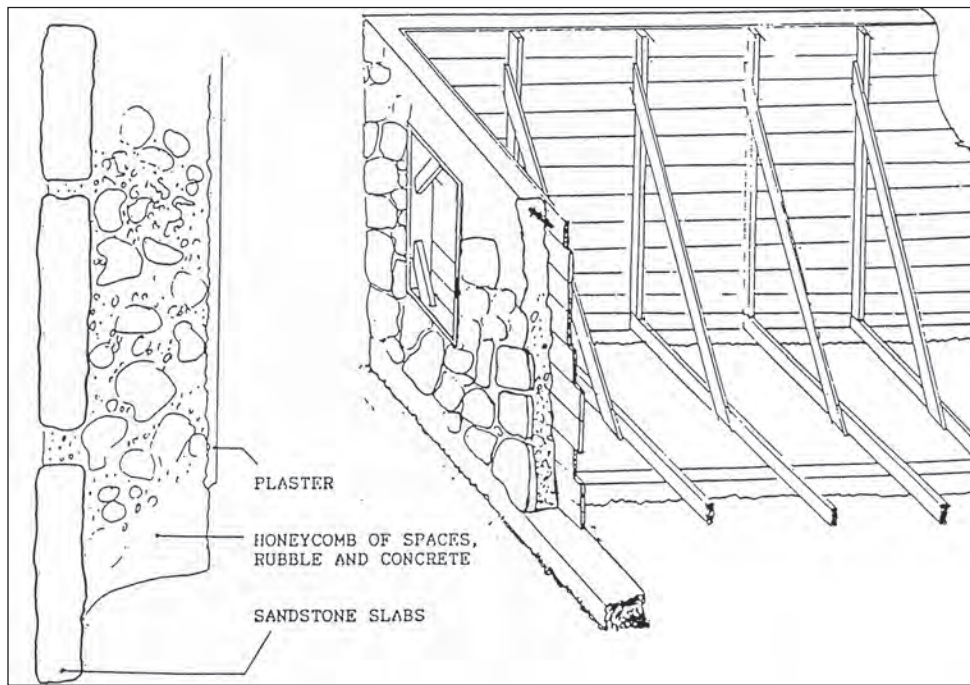 PLASTER
HONEYCOMB OF SPACES,
RUBBLE AND CONCRETE
SANDSTONE SLABS